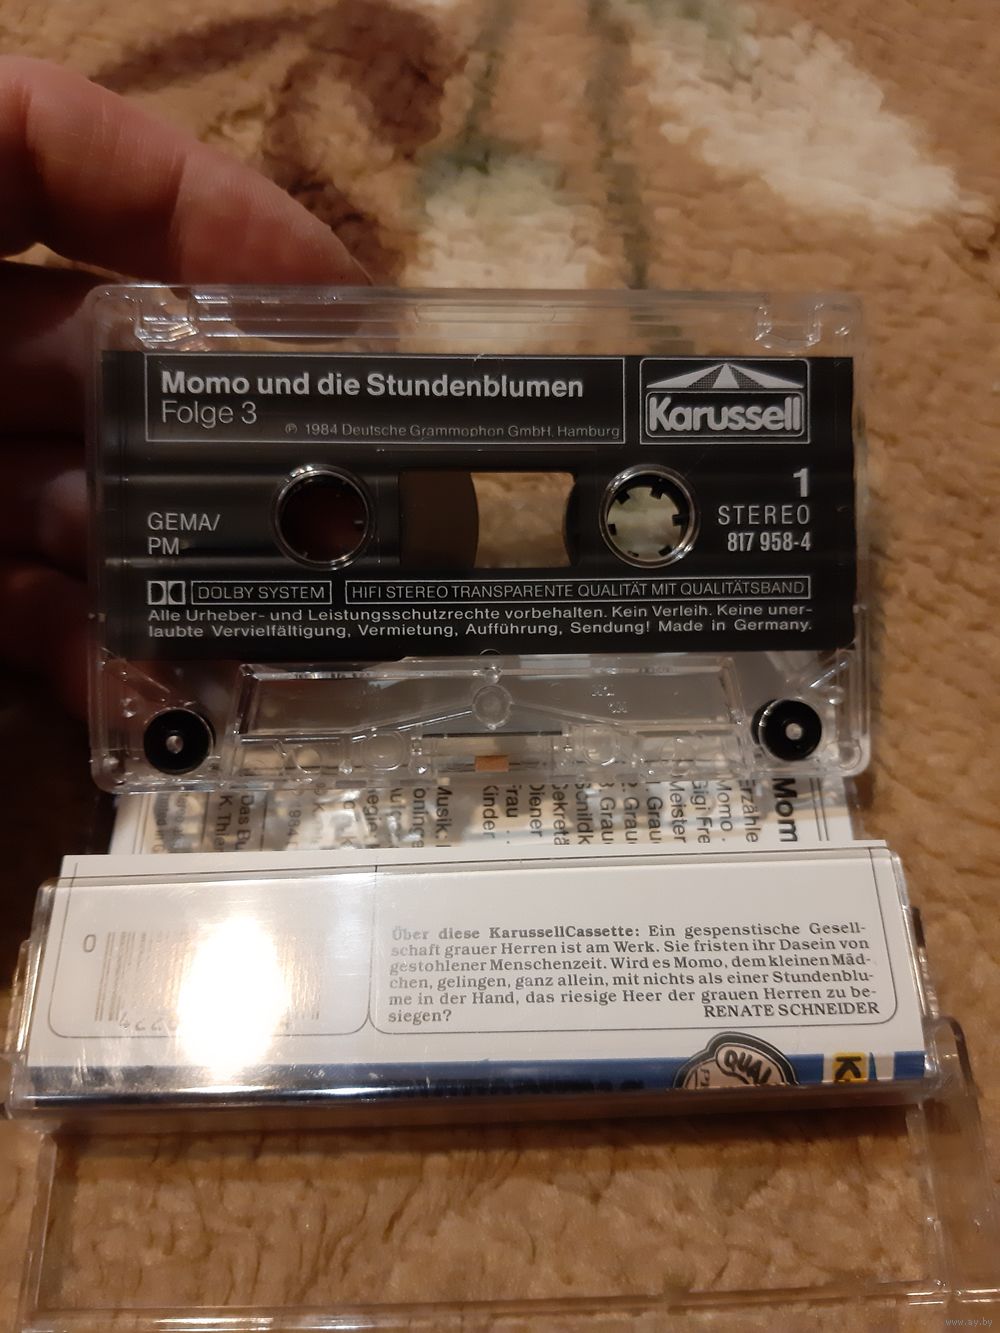 Momo und die Stundenblumen
Folge 3
℗ 1984 Deutsche Grammophon GmbH, Hamburg
Karussell
1
GEMA/
PM
STEREO
817 958-4
DOLBY SYSTEM
HIFI STEREO TRANSPARENTE QUALITÄT MIT QUALITÄTSBAND
Alle Urheber- und Leistungsschutzrechte vorbehalten. Kein Verleih. Keine uner-
laubte Vervielfältigung, Vermietung, Aufführung, Sendung! Made in Germany.
0
Über diese KarussellCassette: Ein gespenstische Gesell-
schaft grauer Herren ist am Werk. Sie fristen ihr Dasein von
gestohlener Menschenzeit. Wird es Momo, dem kleinen Mäd-
chen, gelingen, ganz allein, mit nichts als einer Stundenblu-
me in der Hand, das riesige Heer der grauen Herren zu be-
siegen? RENATE SCHNEIDER
www.ay.by